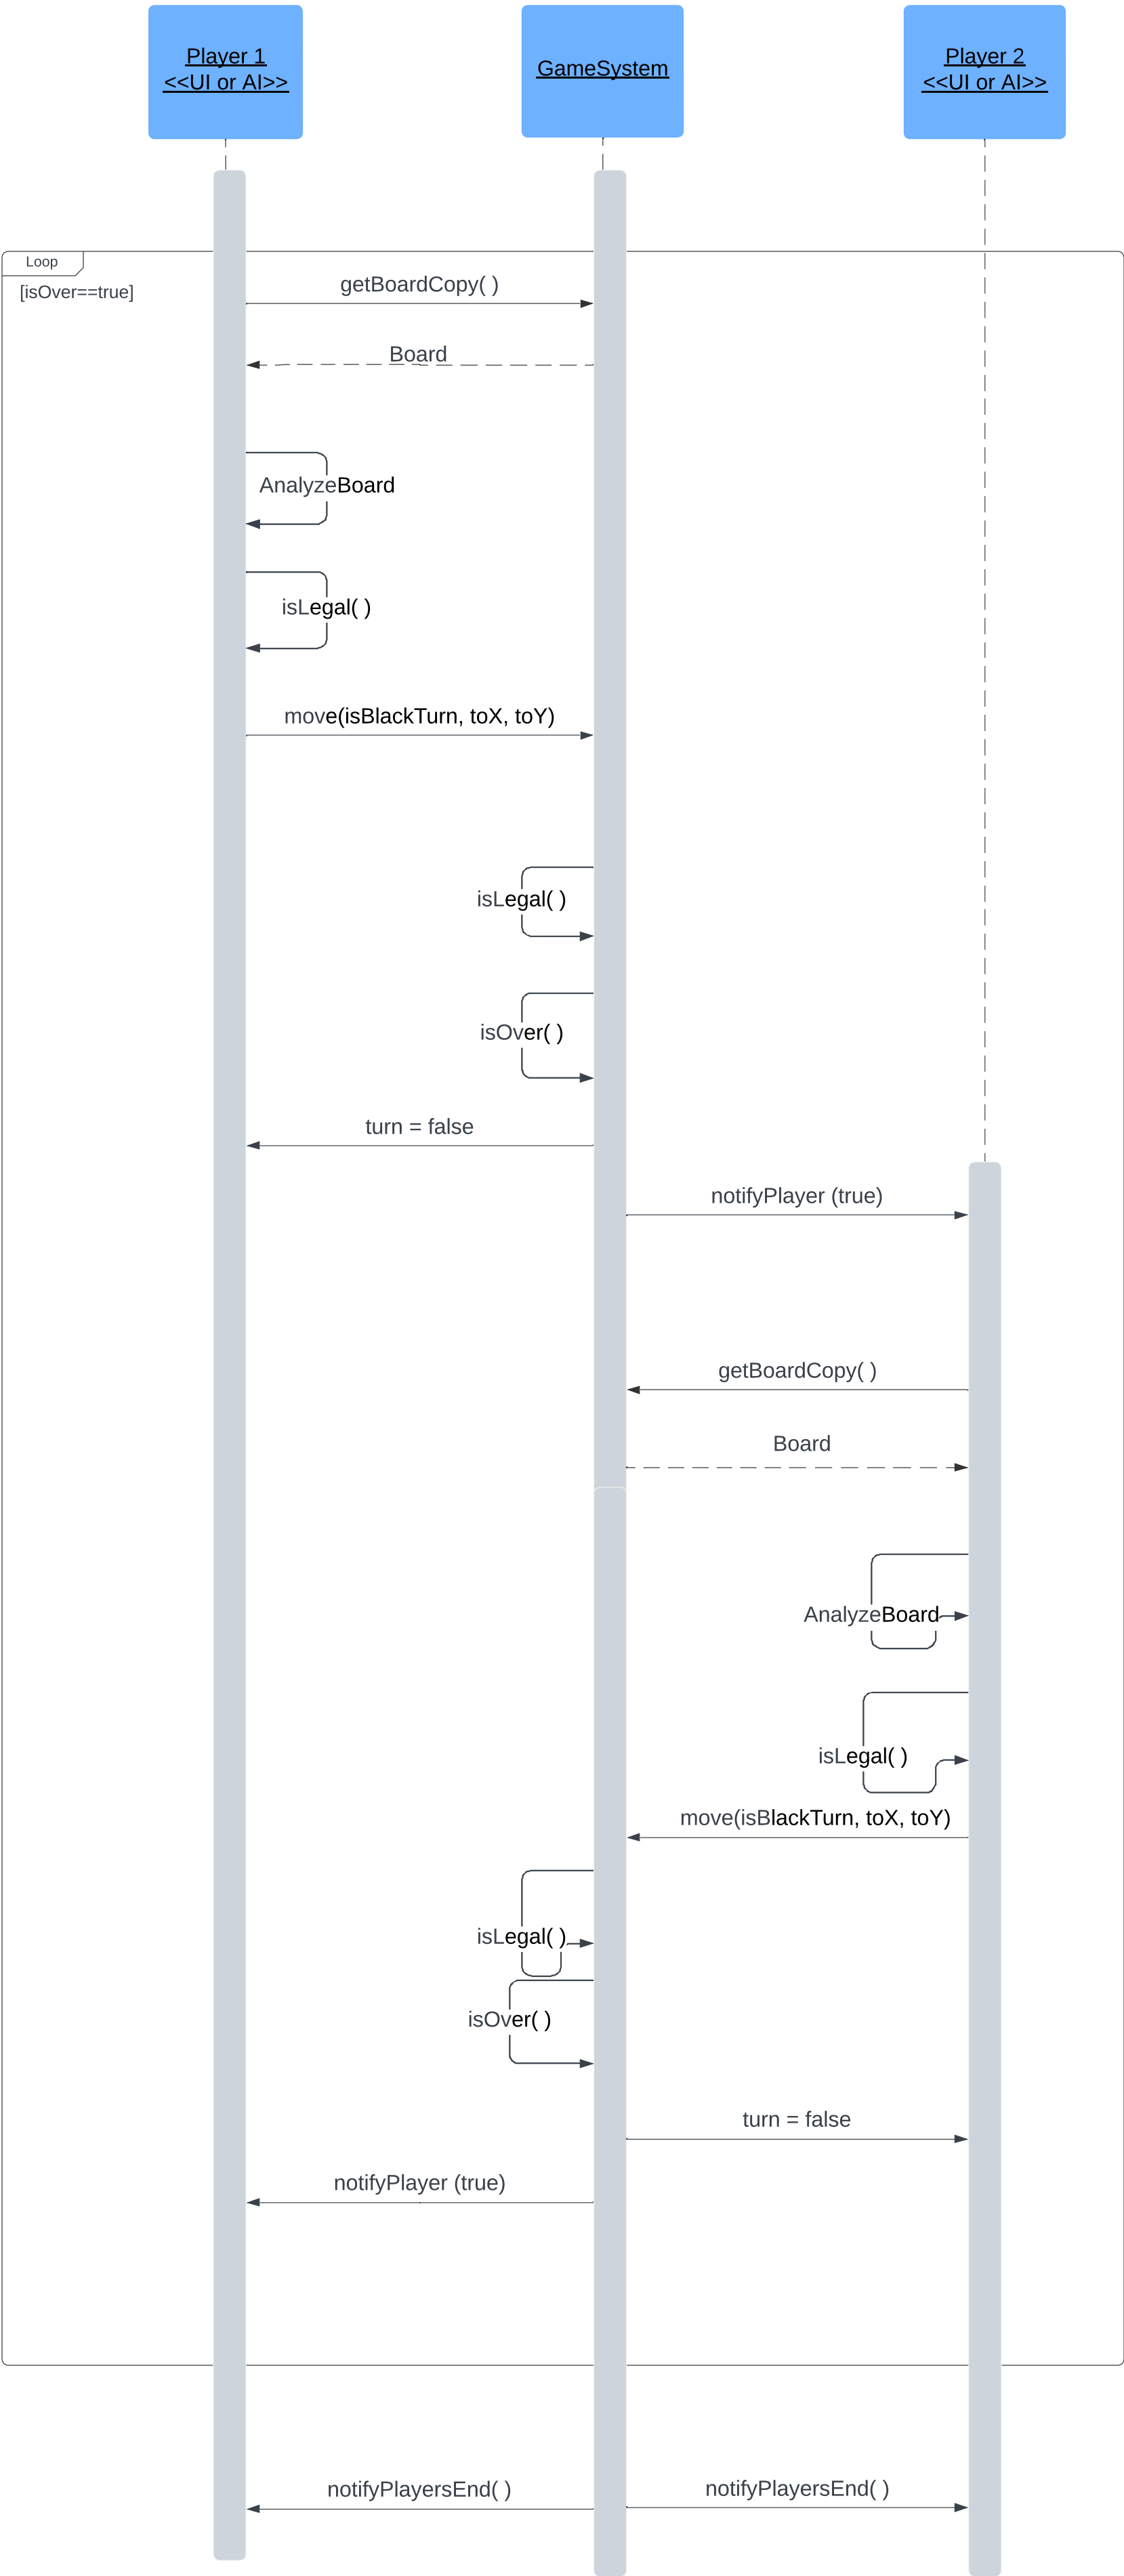 Player 1
<<UI or AI>>
GameSystem
Player 2
<<UI or AI>>
Loop
[isOver==true]
getBoardCopy( )
Board
AnalyzeBoard
isLegal( )
move(isBlackTurn, toX, toY)
isLegal( )
isOver( )
turn = false
notifyPlayer (true)
getBoardCopy( )
Board
AnalyzeBoard
isLegal( )
move(isBlackTurn, toX, toY)
isLegal( )
isOver( )
turn = false
notifyPlayer (true)
notifyPlayersEnd( )
notifyPlayersEnd( )